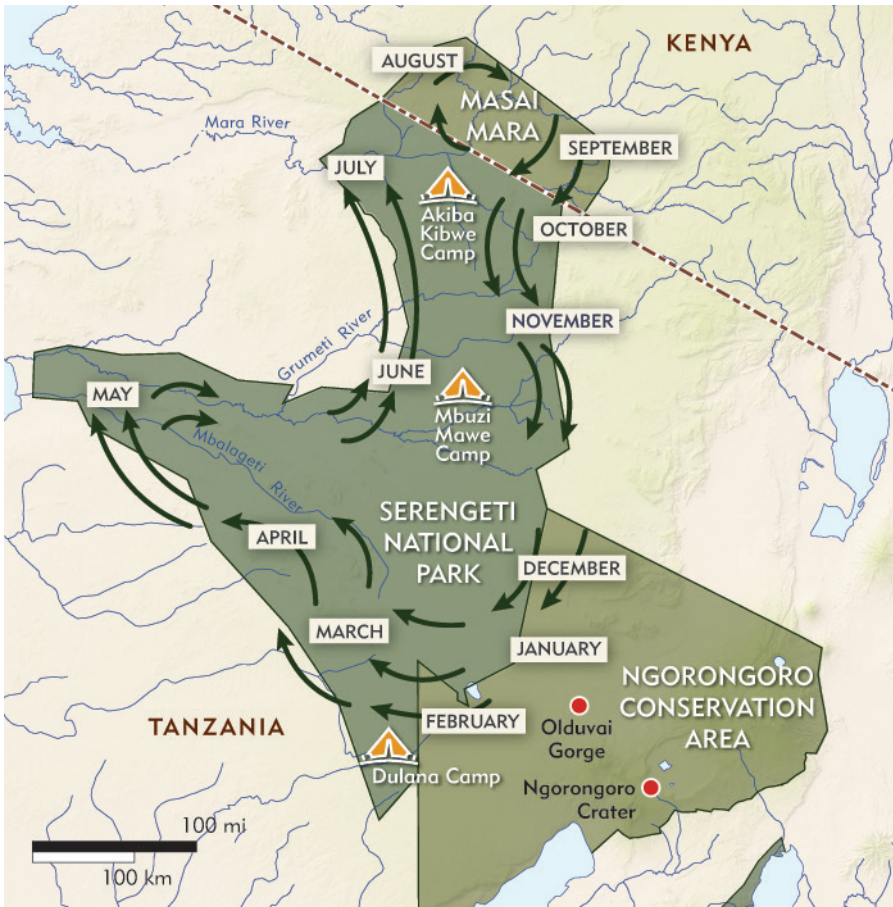 KENYA
AUGUST
MASAI
MARA
Mara River
SEPTEMBER
JULY
Akiba
Kibwe
Camp
OCTOBER
NOVEMBER
Grumeti River
JUNE
MAY
Mbuzi
Mawe
Camp
Mbalageti
River
SERENGETI
NATIONAL
PARK
APRIL
DECEMBER
MARCH
JANUARY
NGORONGORO
CONSERVATION
AREA
FEBRUARY
TANZANIA
Olduvai
Gorge
Dulana Camp
Ngorongoro
Crater
100 mi
100 km